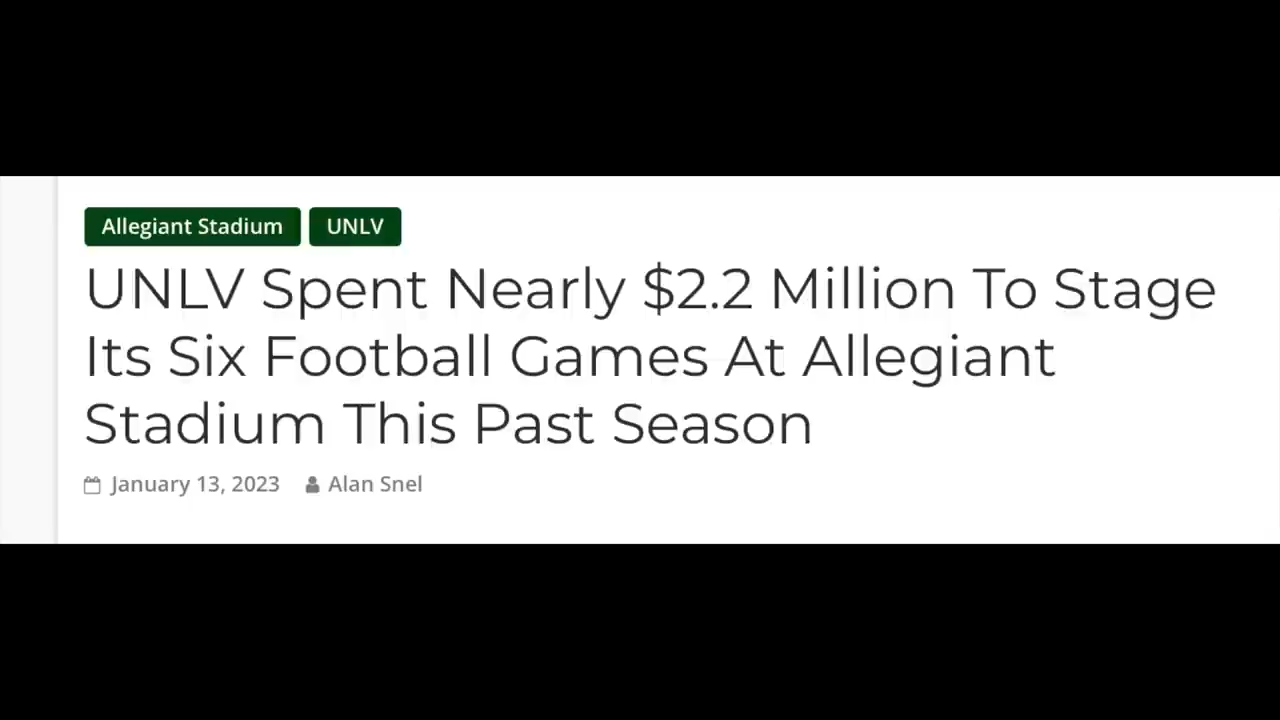 Allegiant Stadium UNLV
UNLV Spent Nearly $2.2 Million To Stage
Its Six Football Games At Allegiant
Stadium This Past Season
January 13, 2023 Alan Snel